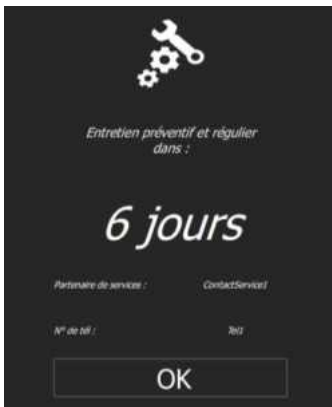 Entretien préventif et régulier
dans :
6 jours
Partenaire de services : ContactService1
N° de tél : Tel1
OK